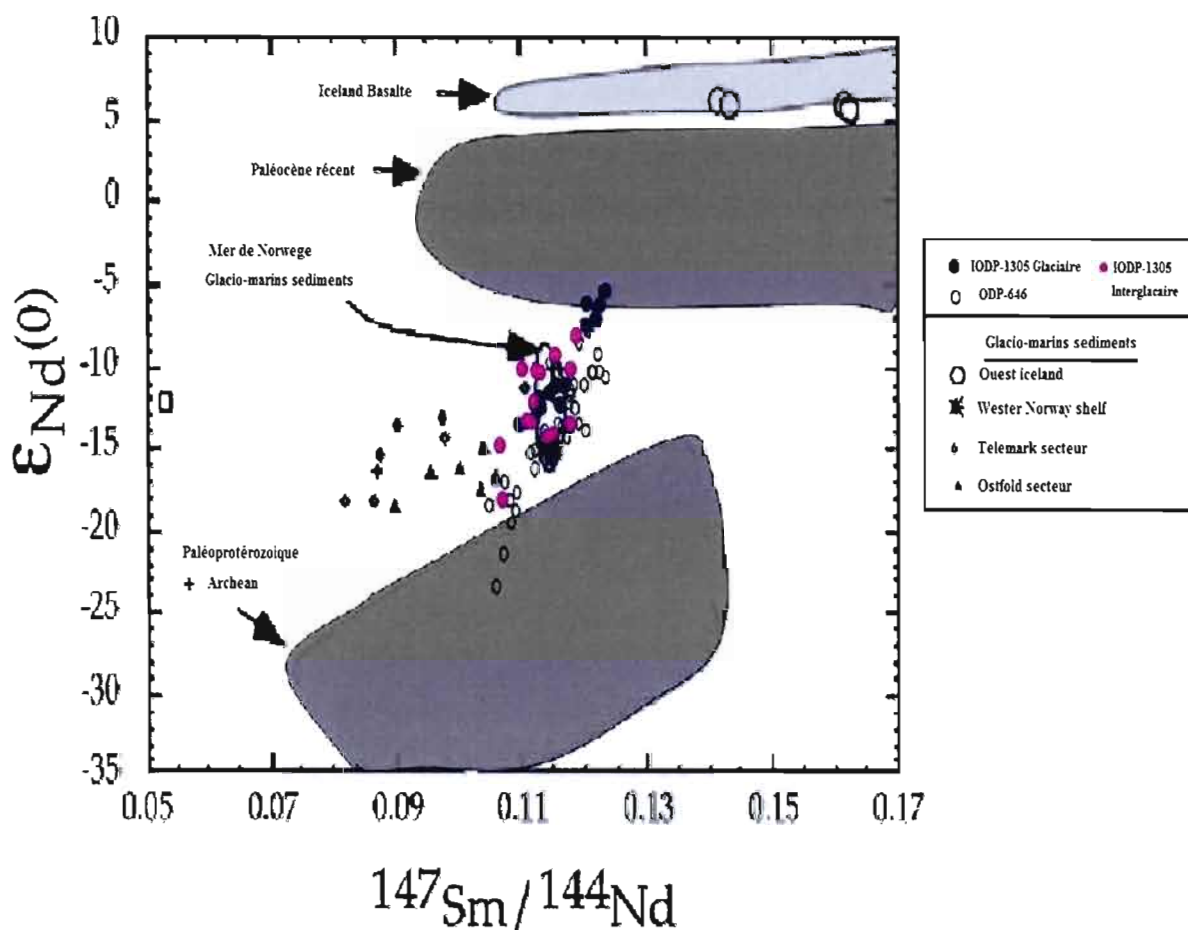 10
5
0
-5
-10
-15
-20
-25
-30
-35
εNd(0)
Iceland Basalte
Paléocène récent
Mer de Norwege
Glacio-marins sediments
Paléoprotérozoique
+ Archean
0.05 0.07 0.09 0.11 0.13 0.15 0.17
147Sm/144Nd
IODP-1305 Glaciaire
IODP-1305
Interglacaire
ODP-646
Glacio-marins sediments
Ouest iceland
Wester Norway shelf
Telemark secteur
Ostfold secteur